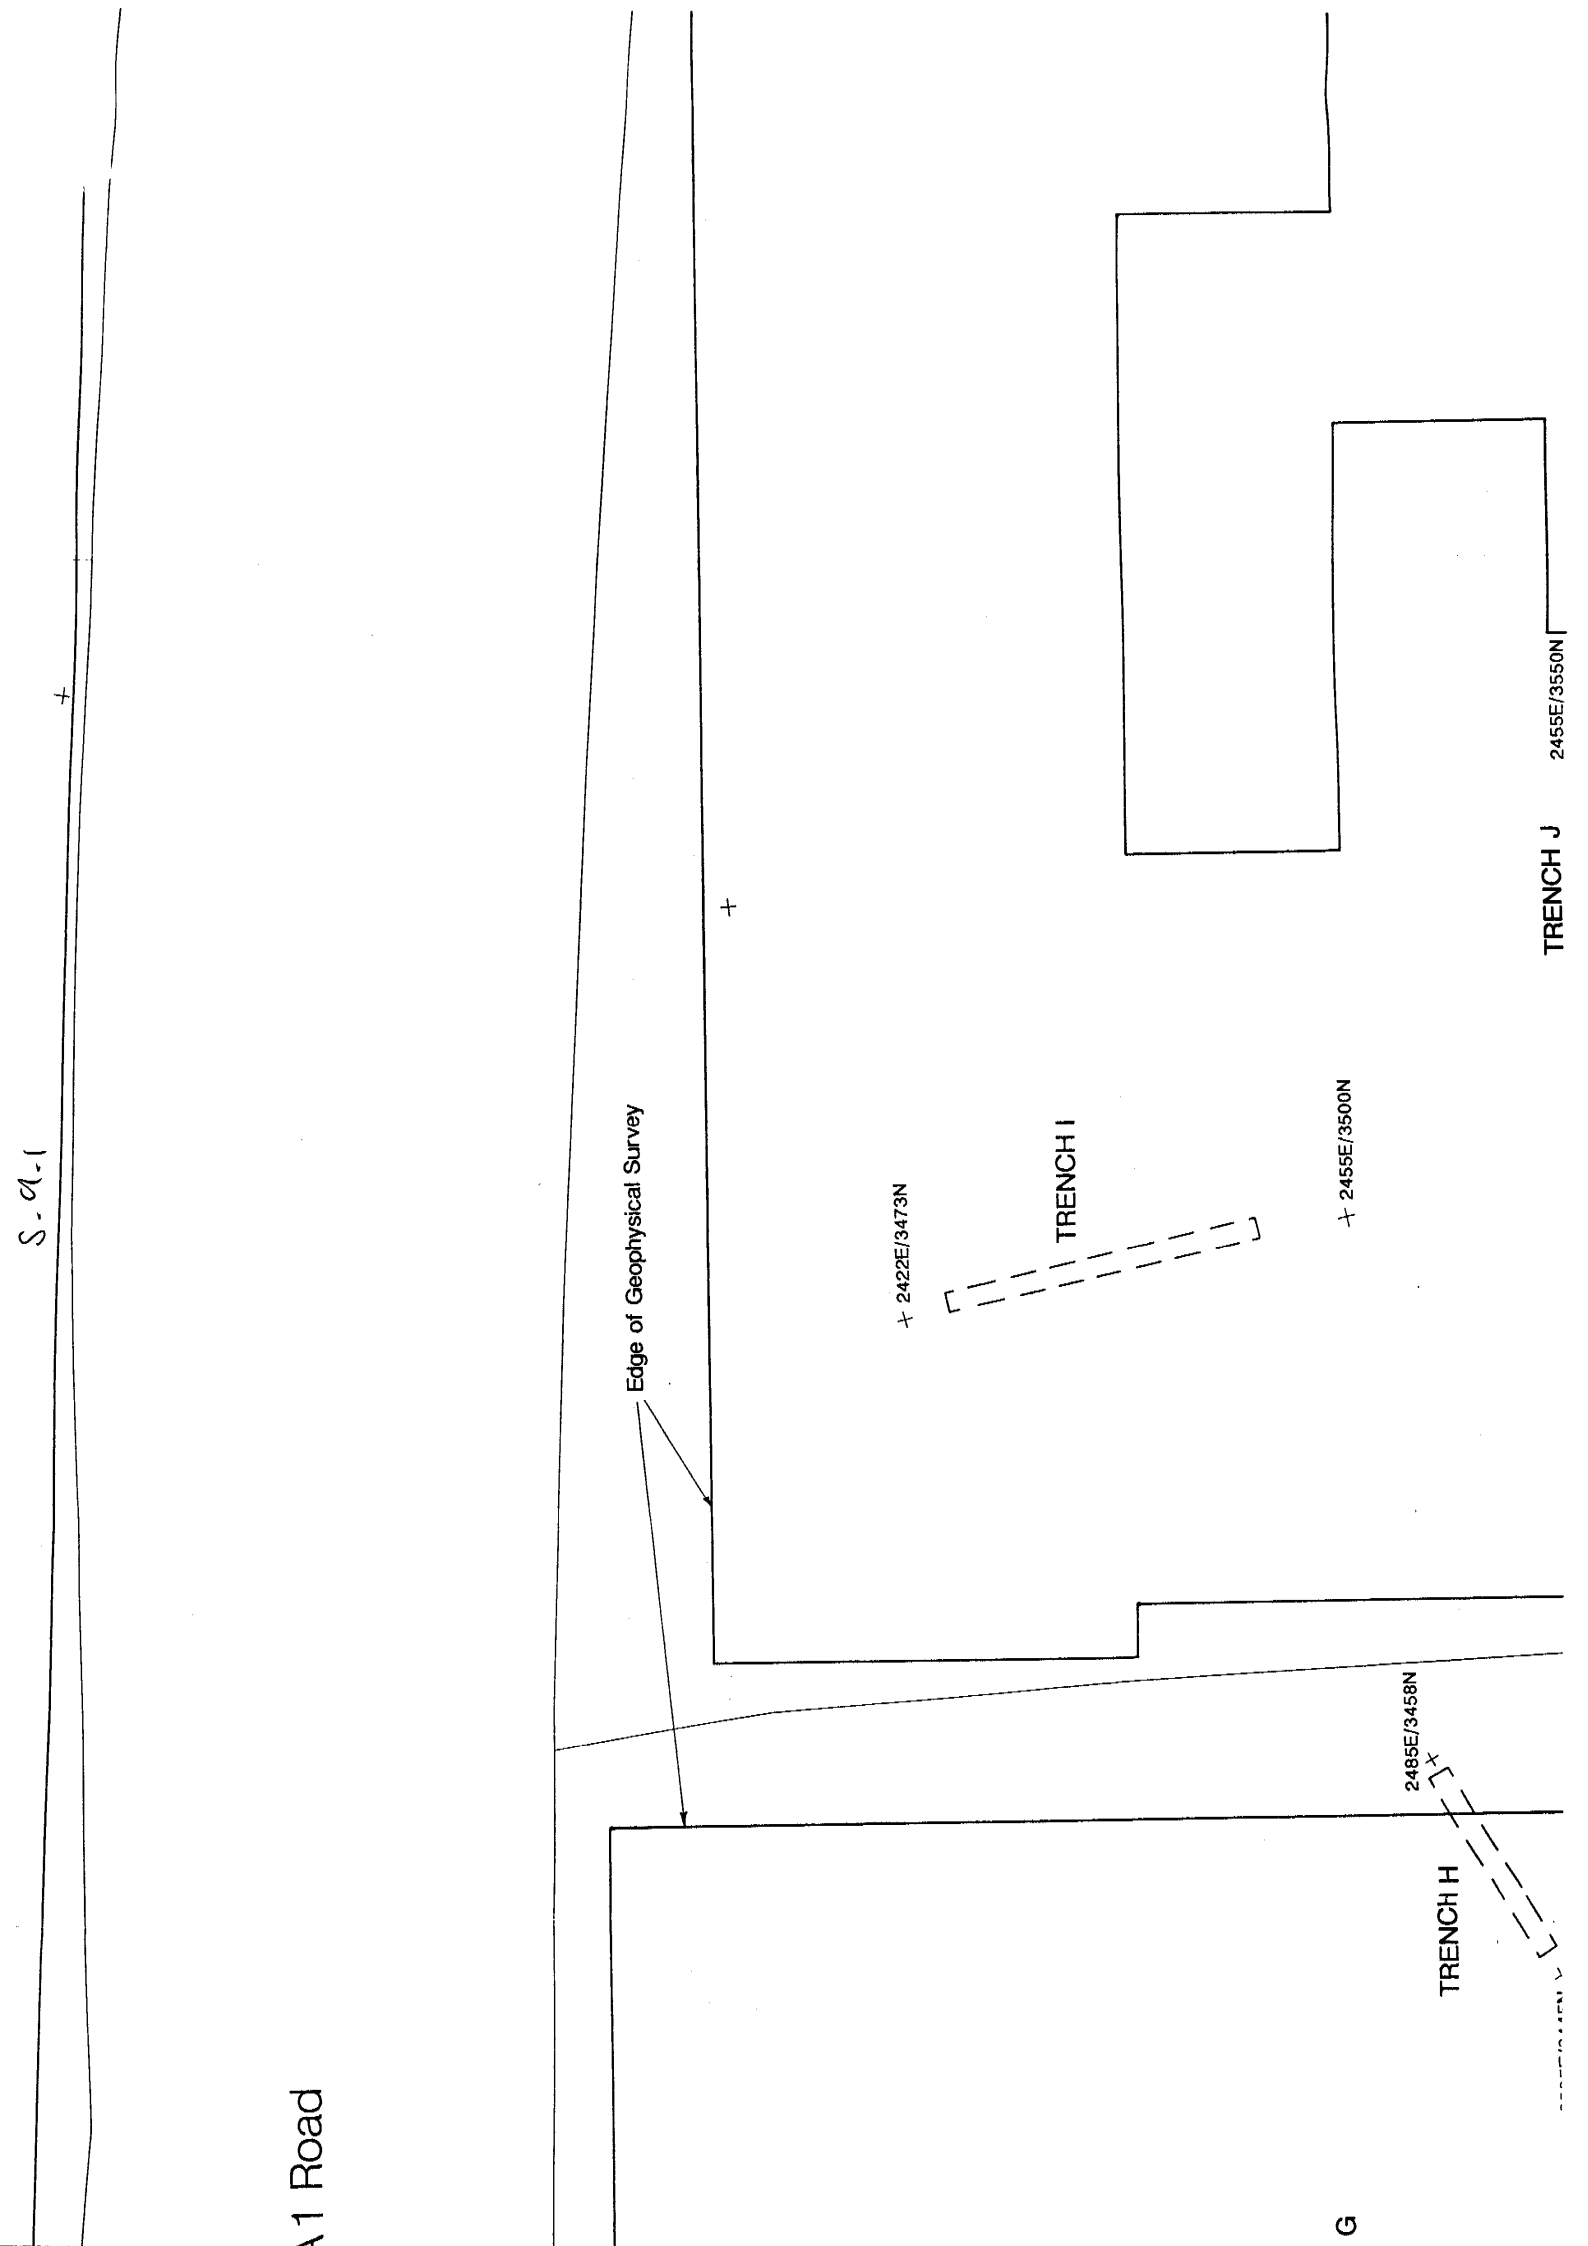 S.a.1
A1 Road
Edge of Geophysical Survey
+ 2422E/3473N
TRENCH I
+ 2455E/3500N
TRENCH J
2455E/3550N
2485E/3458N
TRENCH H
G